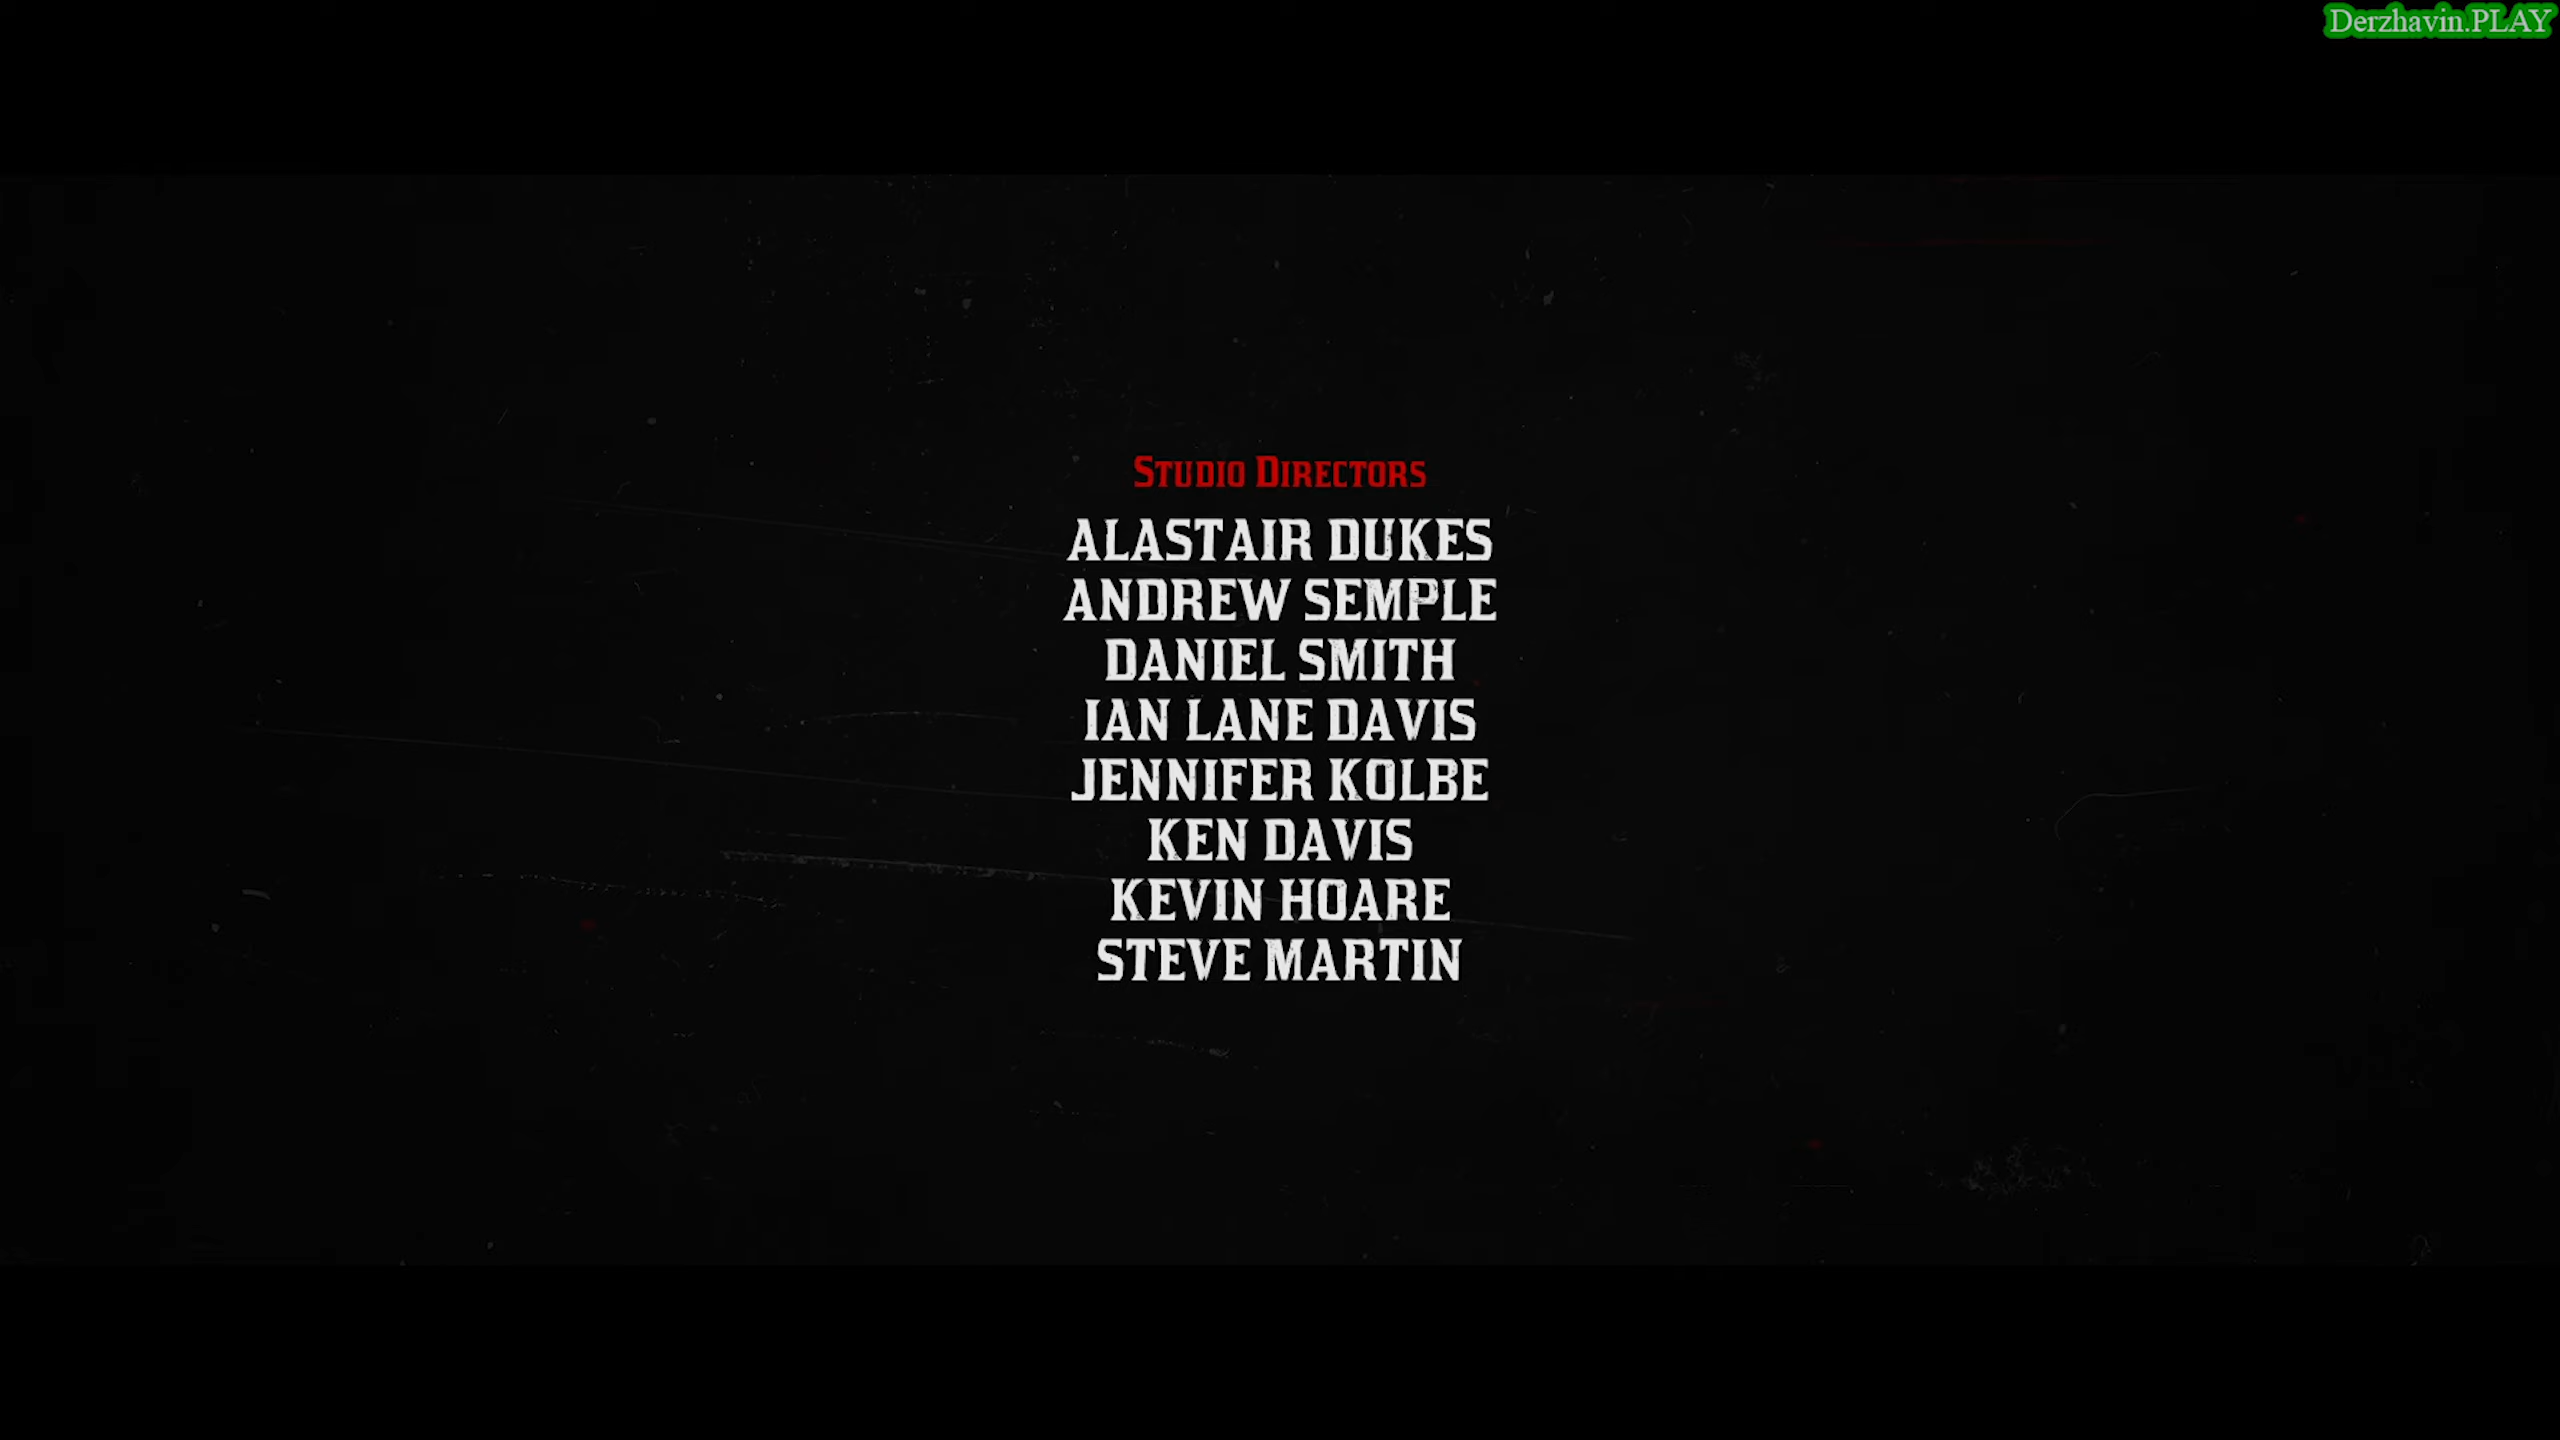 Derzhavin.PLAY
STUDIO DIRECTORS
ALASTAIR DUKES
ANDREW SEMPLE
DANIEL SMITH
IAN LANE DAVIS
JENNIFER KOLBE
KEN DAVIS
KEVIN HOARE
STEVE MARTIN